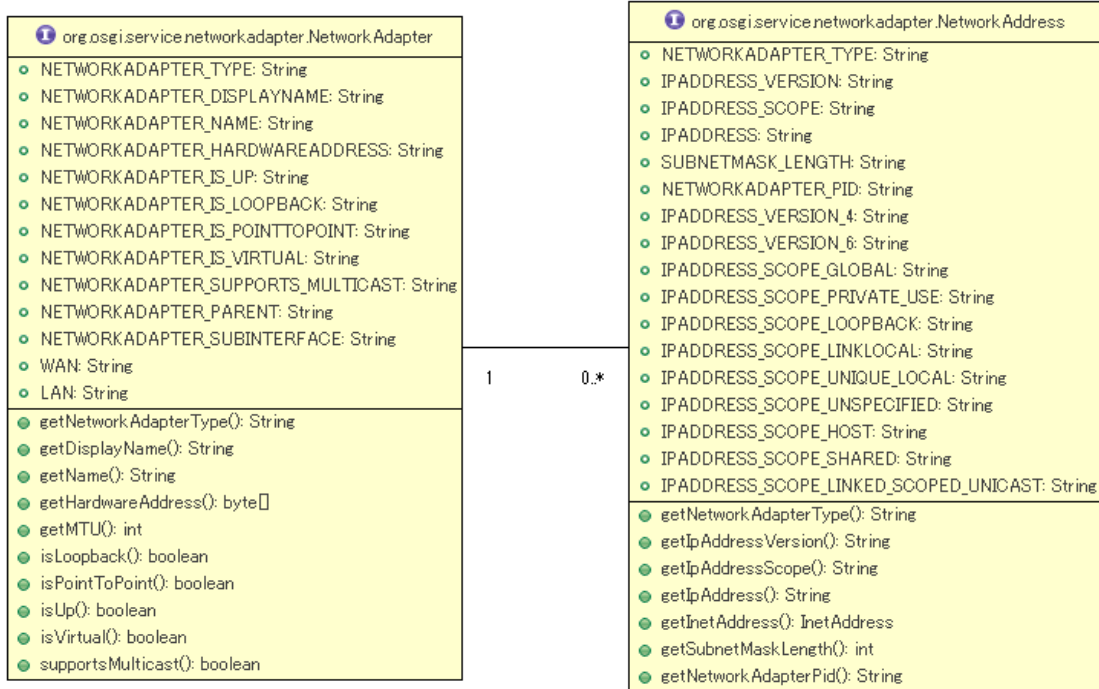 I org.osgi.service.networkadapter.NetworkAdapter
NETWORKADAPTER_TYPE: String
NETWORKADAPTER_DISPLAYNAME: String
NETWORKADAPTER_NAME: String
NETWORKADAPTER_HARDWAREADDRESS: String
NETWORKADAPTER_IS_UP: String
NETWORKADAPTER_IS_LOOPBACK: String
NETWORKADAPTER_IS_POINTTOPOINT: String
NETWORKADAPTER_IS_VIRTUAL: String
NETWORKADAPTER_SUPPORTS_MULTICAST: String
NETWORKADAPTER_PARENT: String
NETWORKADAPTER_SUBINTERFACE: String
WAN: String
LAN: String
getNetworkAdapterType(): String
getDisplayName(): String
getName(): String
getHardwareAddress(): byte[]
getMTU(): int
isLoopback(): boolean
isPointToPoint(): boolean
isUp(): boolean
isVirtual(): boolean
supportsMulticast(): boolean
1
0..*
I org.osgi.service.networkadapter.NetworkAddress
NETWORKADAPTER_TYPE: String
IPADDRESS_VERSION: String
IPADDRESS_SCOPE: String
IPADDRESS: String
SUBNETMASK_LENGTH: String
NETWORKADAPTER_PID: String
IPADDRESS_VERSION_4: String
IPADDRESS_VERSION_6: String
IPADDRESS_SCOPE_GLOBAL: String
IPADDRESS_SCOPE_PRIVATE_USE: String
IPADDRESS_SCOPE_LOOPBACK: String
IPADDRESS_SCOPE_LINKLOCAL: String
IPADDRESS_SCOPE_UNIQUE_LOCAL: String
IPADDRESS_SCOPE_UNSPECIFIED: String
IPADDRESS_SCOPE_HOST: String
IPADDRESS_SCOPE_SHARED: String
IPADDRESS_SCOPE_LINKED_SCOPED_UNICAST: String
getNetworkAdapterType(): String
getIpAddressVersion(): String
getIpAddressScope(): String
getIpAddress(): String
getInetAddress(): InetAddress
getSubnetMaskLength(): int
getNetworkAdapterPid(): String